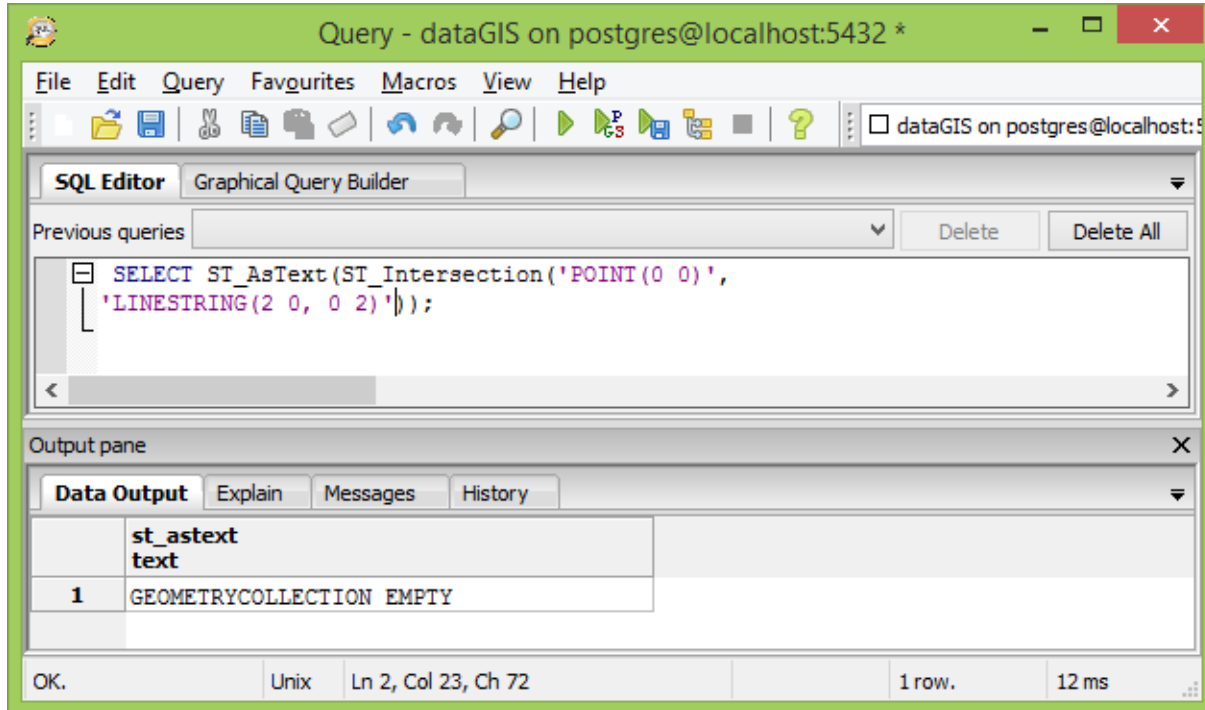 Query - dataGIS on postgres@localhost:5432 *
File Edit Query Favourites Macros View Help
dataGIS on postgres@localhost:5
SQL Editor Graphical Query Builder
Previous queries Delete Delete All
SELECT ST_AsText(ST_Intersection('POINT(0 0)',
'LINESTRING(2 0, 0 2)'));
Output pane
Data Output Explain Messages History
st_astext
text
1 GEOMETRYCOLLECTION EMPTY
OK. Unix Ln 2, Col 23, Ch 72 1 row. 12 ms